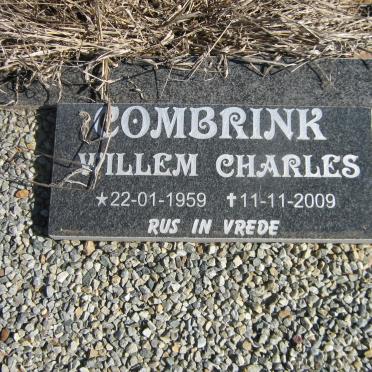 COMBRINK
WILLEM CHARLES
★22-01-1959 ✝11-11-2009
RUS IN VREDE